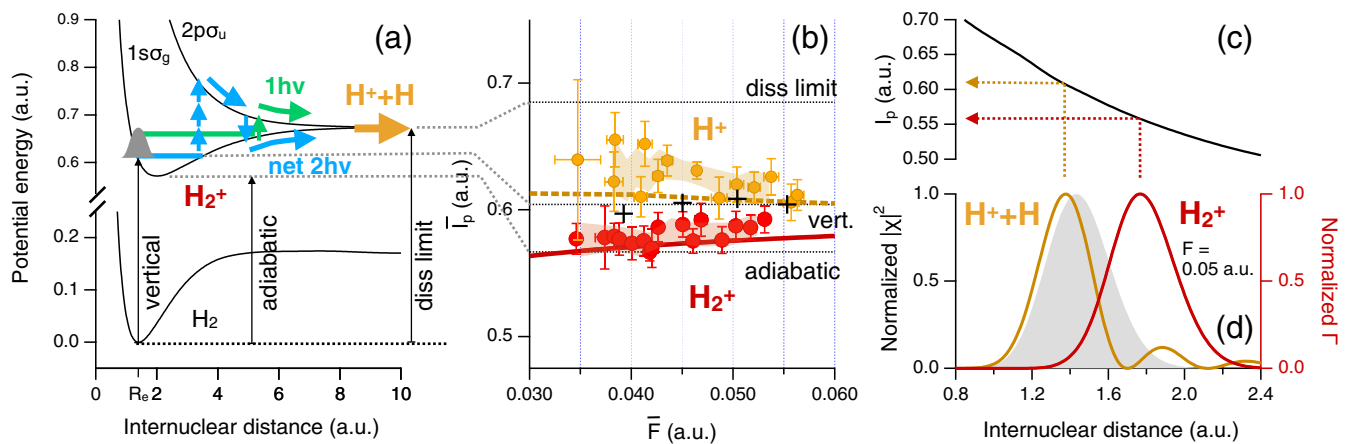 (a)
0.9
0.8
0.7
0.6
0.2
0.1
0.0
Potential energy (a.u.)
1sσg
2pσu
1hν
H⁺+H
net 2hν
H₂⁺
H₂
vertical
adiabatic
diss limit
0
Rₑ
2
4
6
8
10
Internuclear distance (a.u.)
(b)
0.7
0.6
0.5
I̅p (a.u.)
diss limit
H⁺
vert.
adiabatic
H₂⁺
0.030
0.040
0.050
0.060
F̅ (a.u.)
(c)
0.70
0.65
0.60
0.55
0.50
Ip (a.u.)
(d)
1.0
0.5
0.0
Normalized |χ|²
H⁺+H
H₂⁺
F =
0.05 a.u.
1.0
0.5
0.0
Normalized Γ
0.8
1.2
1.6
2.0
2.4
Internuclear distance (a.u.)